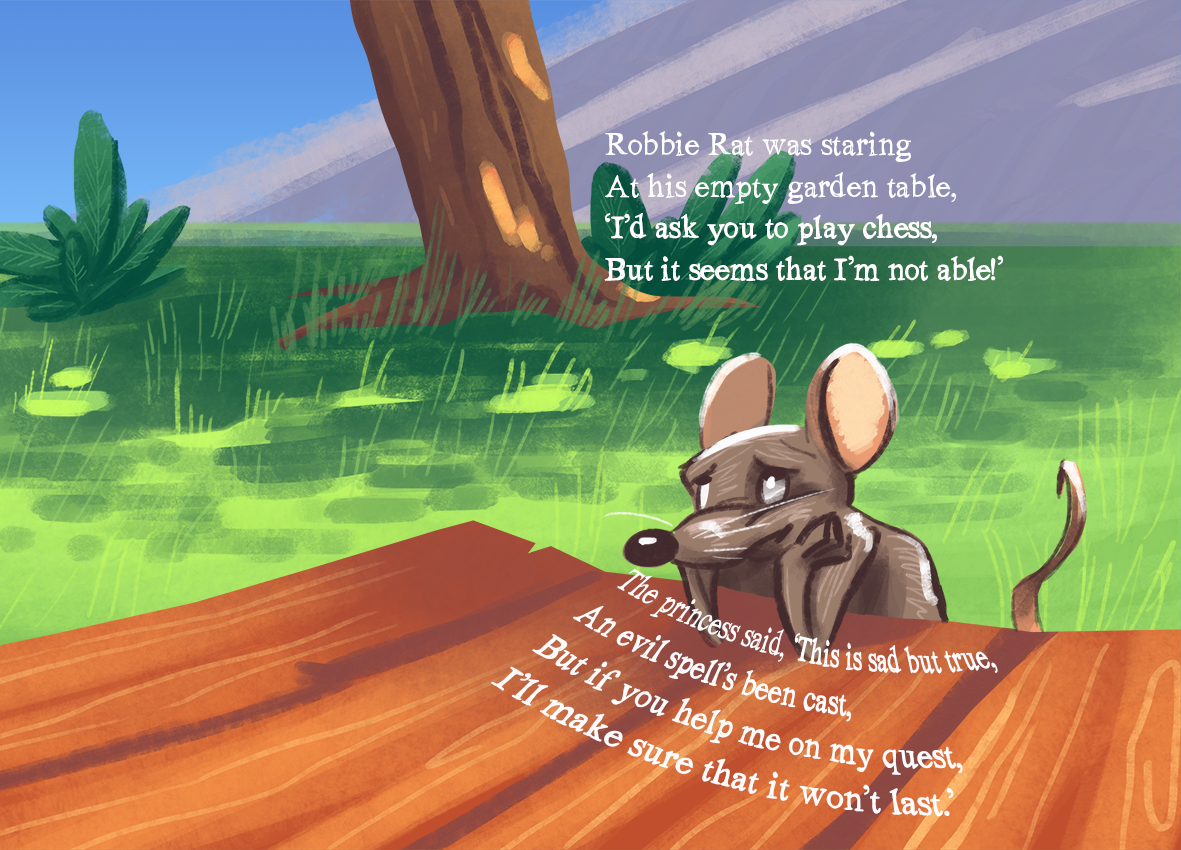 Robbie Rat was staring
At his empty garden table,
‘I’d ask you to play chess,
But it seems that I’m not able!’
The princess said, ‘This is sad but true,
An evil spell’s been cast,
But if you help me on my quest,
I’ll make sure that it won’t last.’